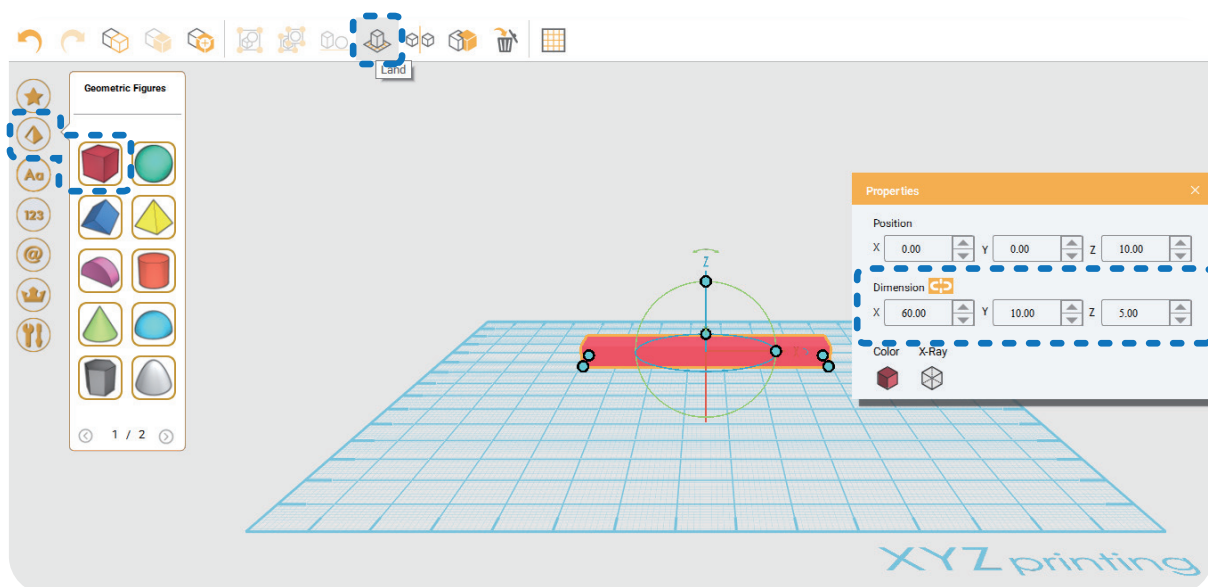 Land
Geometric Figures
Aa
123
@
1 / 2
Properties ×
Position
X 0.00 Y 0.00 Z 10.00
Dimension
X 60.00 Y 10.00 Z 5.00
Color X-Ray
Z
XYZ printing